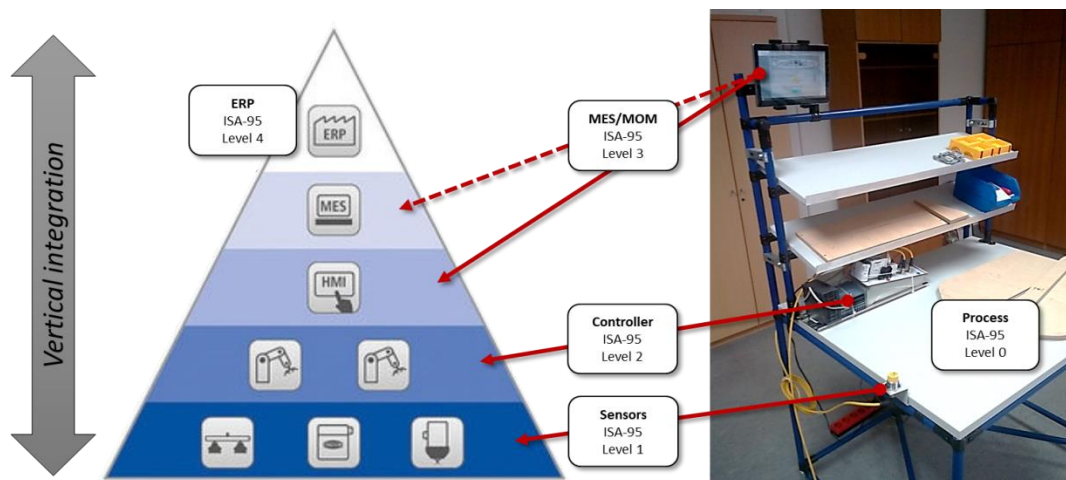 Vertical integration
ERP
ISA-95
Level 4
ERP
MES
HMI
MES/MOM
ISA-95
Level 3
Controller
ISA-95
Level 2
Sensors
ISA-95
Level 1
Process
ISA-95
Level 0